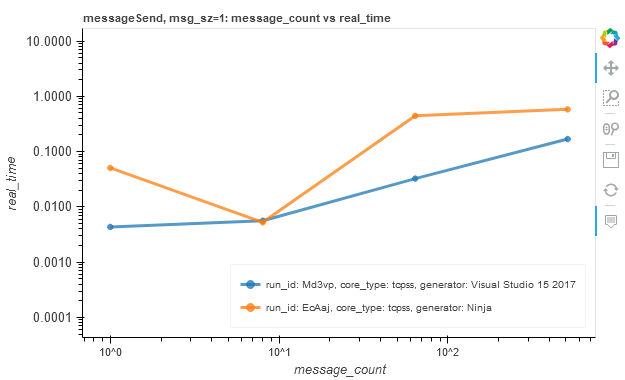 messageSend, msg_sz=1: message_count vs real_time
10.0000
1.0000
0.1000
0.0100
0.0010
0.0001
real_time
run_id: Md3vp, core_type: tcpss, generator: Visual Studio 15 2017
run_id: EcAaj, core_type: tcpss, generator: Ninja
10^0
10^1
10^2
message_count